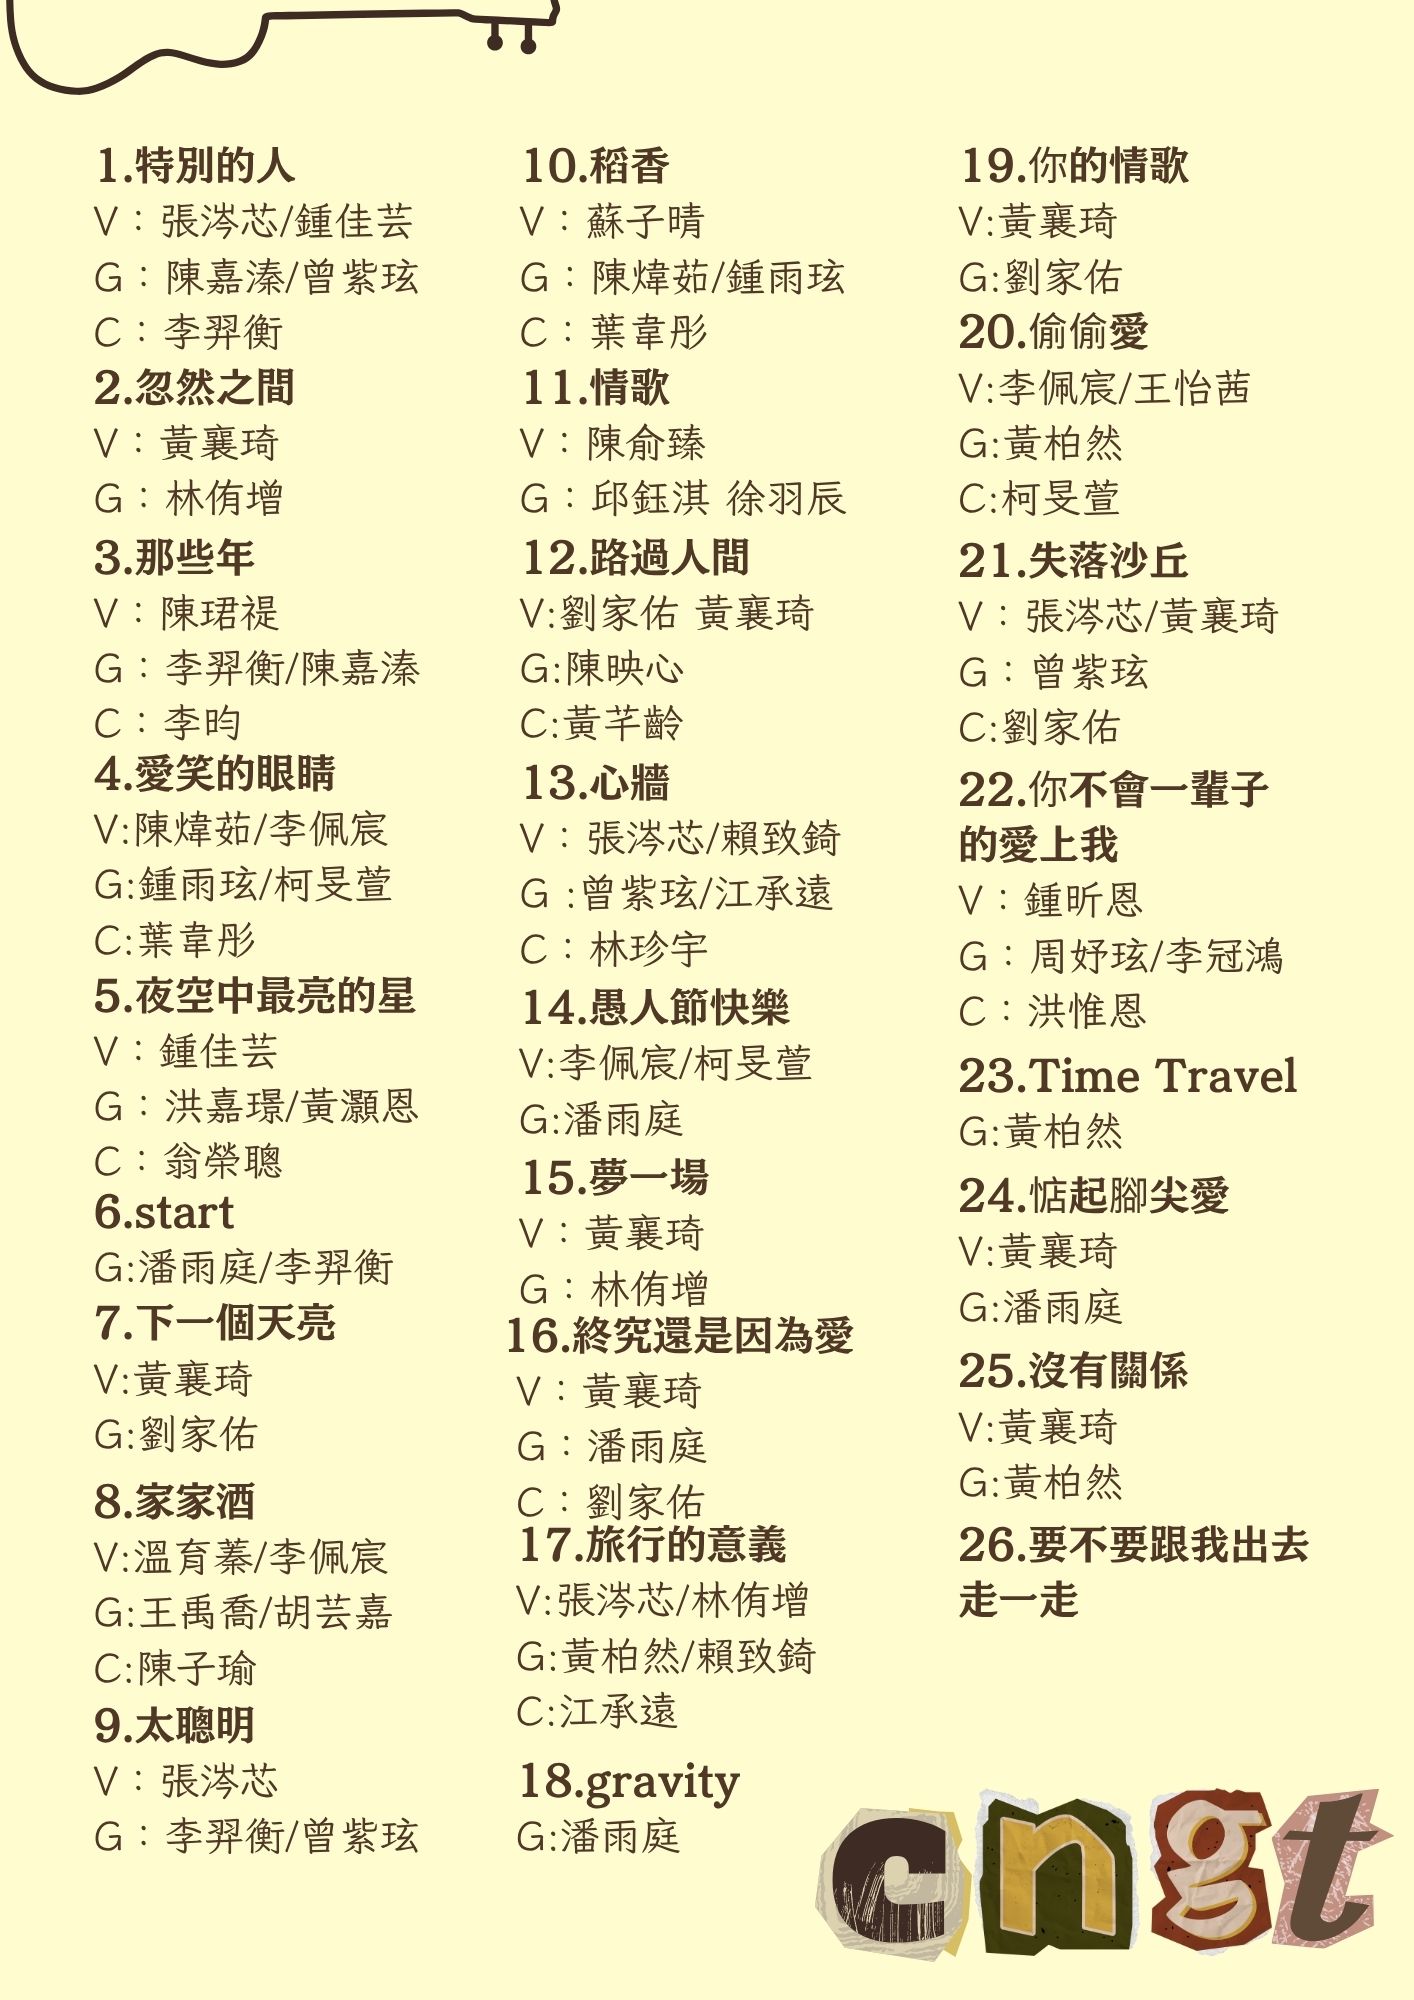 1.特別的人
V：張涔芯/鍾佳芸
G：陳嘉溱/曾紫玹
C：李羿衡
2.忽然之間
V：黃襄琦
G：林侑增
3.那些年
V：陳珺禔
G：李羿衡/陳嘉溱
C：李昀
4.愛笑的眼睛
V:陳煒茹/李佩宸
G:鍾雨玹/柯旻萱
C:葉韋彤
5.夜空中最亮的星
V：鍾佳芸
G：洪嘉璟/黃灝恩
C：翁榮聰
6.start
G:潘雨庭/李羿衡
7.下一個天亮
V:黃襄琦
G:劉家佑
8.家家酒
V:溫育蓁/李佩宸
G:王禹喬/胡芸嘉
C:陳子瑜
9.太聰明
V：張涔芯
G：李羿衡/曾紫玹
10.稻香
V：蘇子晴
G：陳煒茹/鍾雨玹
C：葉韋彤
11.情歌
V：陳俞臻
G：邱鈺淇 徐羽辰
12.路過人間
V:劉家佑 黃襄琦
G:陳映心
C:黃芊齡
13.心牆
V：張涔芯/賴致錡
G :曾紫玹/江承遠
C：林珍宇
14.愚人節快樂
V:李佩宸/柯旻萱
G:潘雨庭
15.夢一場
V：黃襄琦
G：林侑增
16.終究還是因為愛
V：黃襄琦
G：潘雨庭
C：劉家佑
17.旅行的意義
V:張涔芯/林侑增
G:黃柏然/賴致錡
C:江承遠
18.gravity
G:潘雨庭
19.你的情歌
V:黃襄琦
G:劉家佑
20.偷偷愛
V:李佩宸/王怡茜
G:黃柏然
C:柯旻萱
21.失落沙丘
V：張涔芯/黃襄琦
G：曾紫玹
C:劉家佑
22.你不會一輩子
的愛上我
V：鍾昕恩
G：周妤玹/李冠鴻
C：洪惟恩
23.Time Travel
G:黃柏然
24.惦起腳尖愛
V:黃襄琦
G:潘雨庭
25.沒有關係
V:黃襄琦
G:黃柏然
26.要不要跟我出去
走一走
cngt